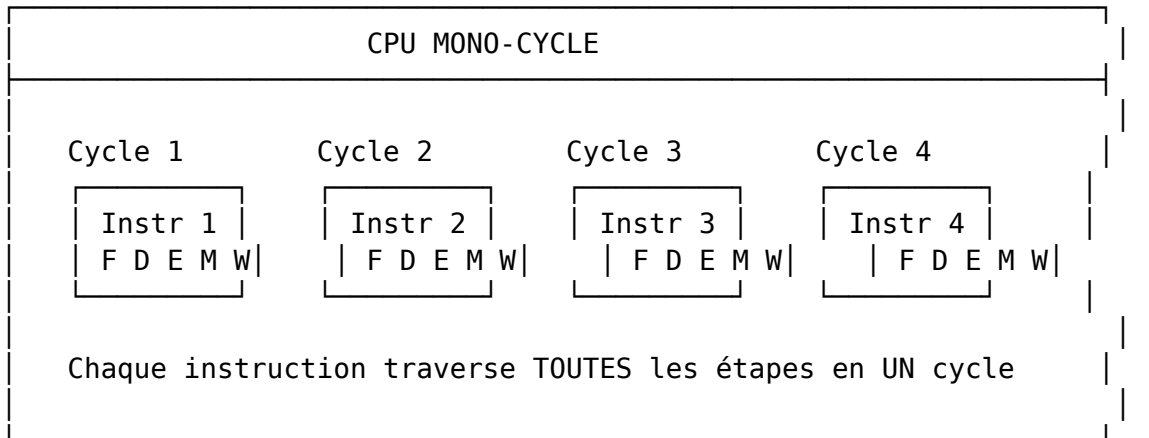 CPU MONO-CYCLE
Cycle 1 Cycle 2 Cycle 3 Cycle 4
Instr 1 Instr 2 Instr 3 Instr 4
F D E M W F D E M W F D E M W F D E M W
Chaque instruction traverse TOUTES les étapes en UN cycle